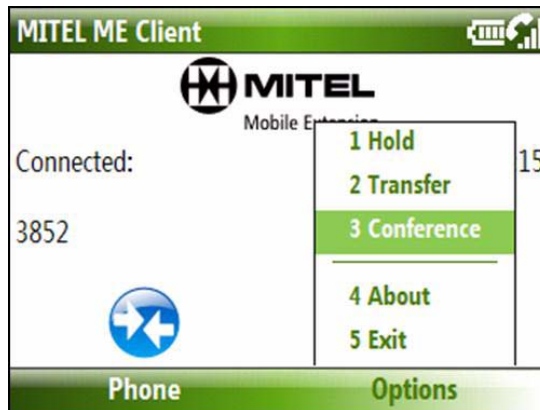 MITEL ME Client
MITEL
Mobile
Connected:
15
3852
1 Hold
2 Transfer
3 Conference
4 About
5 Exit
Phone
Options